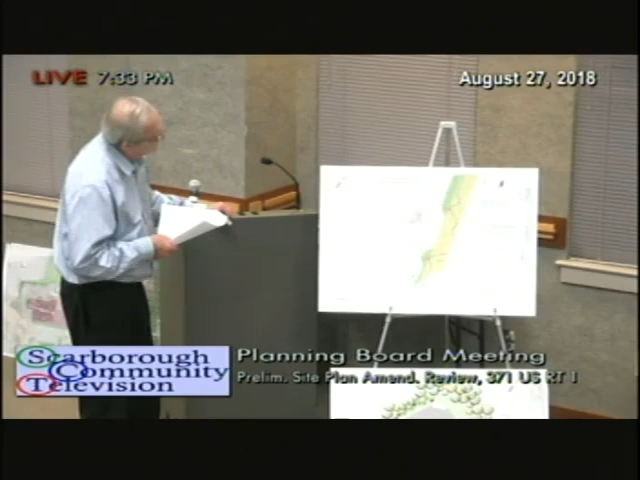 LIVE 7:33 PM
August 27, 2018
Scarborough
Community
Television
Planning Board Meeting
Prelim. Site Plan Amend. Review, 371 US RT 1